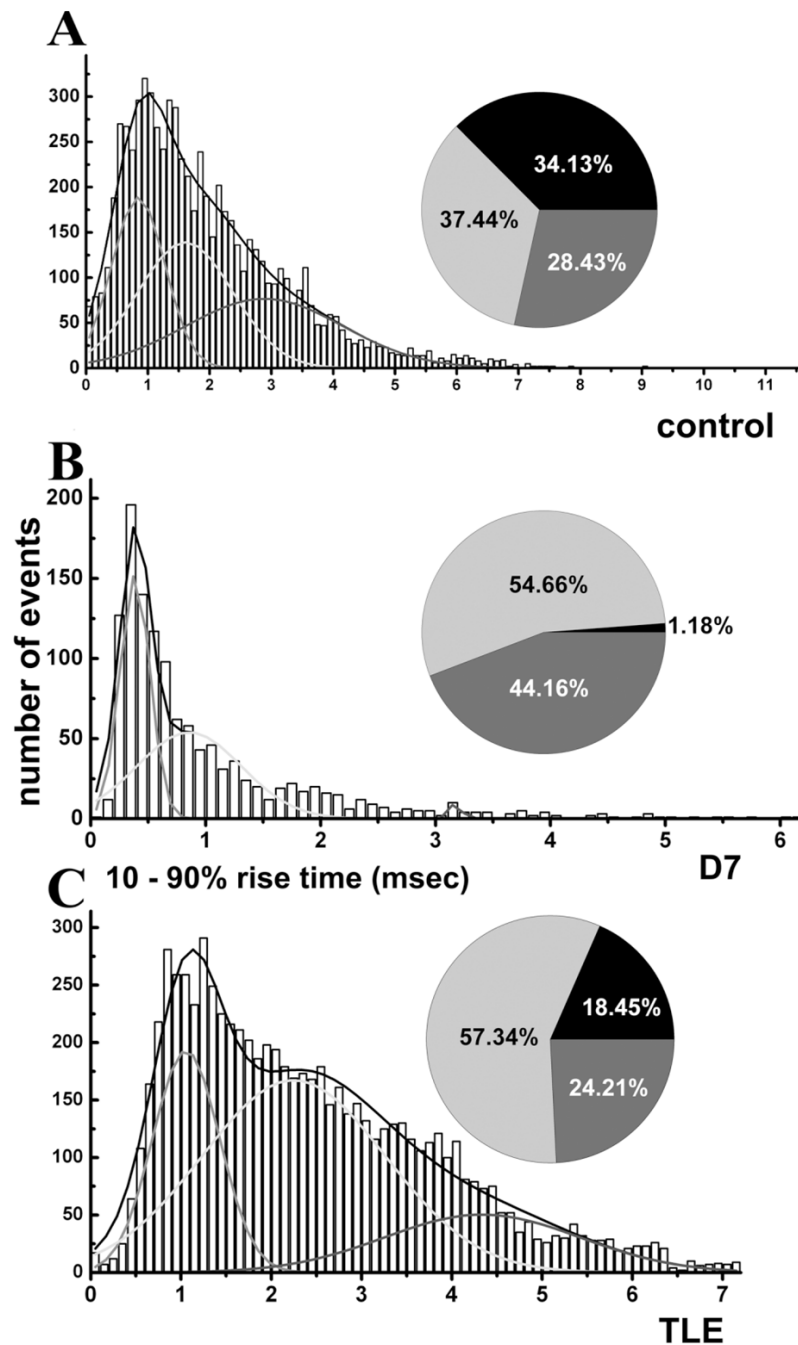 A
300
250
200
150
100
50
0
0 1 2 3 4 5 6 7 8 9 10 11
34.13%
37.44%
28.43%
control
B
number of events
200
150
100
50
0
0 1 2 3 4 5 6
54.66%
1.18%
44.16%
D7
10 - 90% rise time (msec)
C
300
250
200
150
100
50
0
0 1 2 3 4 5 6 7
57.34%
18.45%
24.21%
TLE